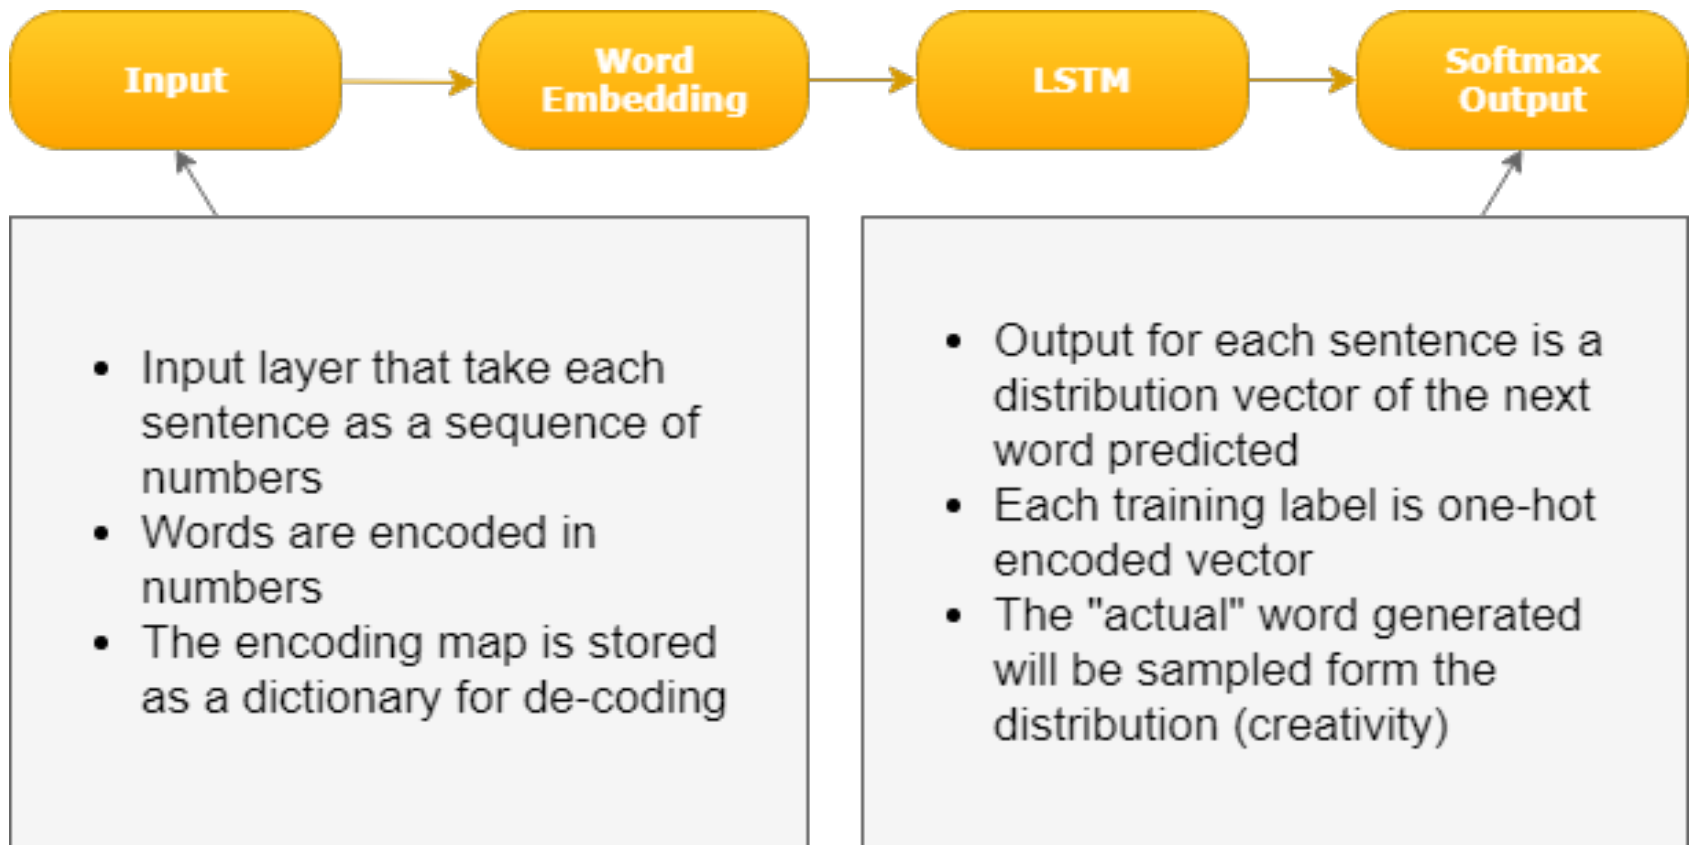 Input
Word
Embedding
LSTM
Softmax
Output
• Input layer that take each
sentence as a sequence of
numbers
• Words are encoded in
numbers
• The encoding map is stored
as a dictionary for de-coding
• Output for each sentence is a
distribution vector of the next
word predicted
• Each training label is one-hot
encoded vector
• The "actual" word generated
will be sampled form the
distribution (creativity)